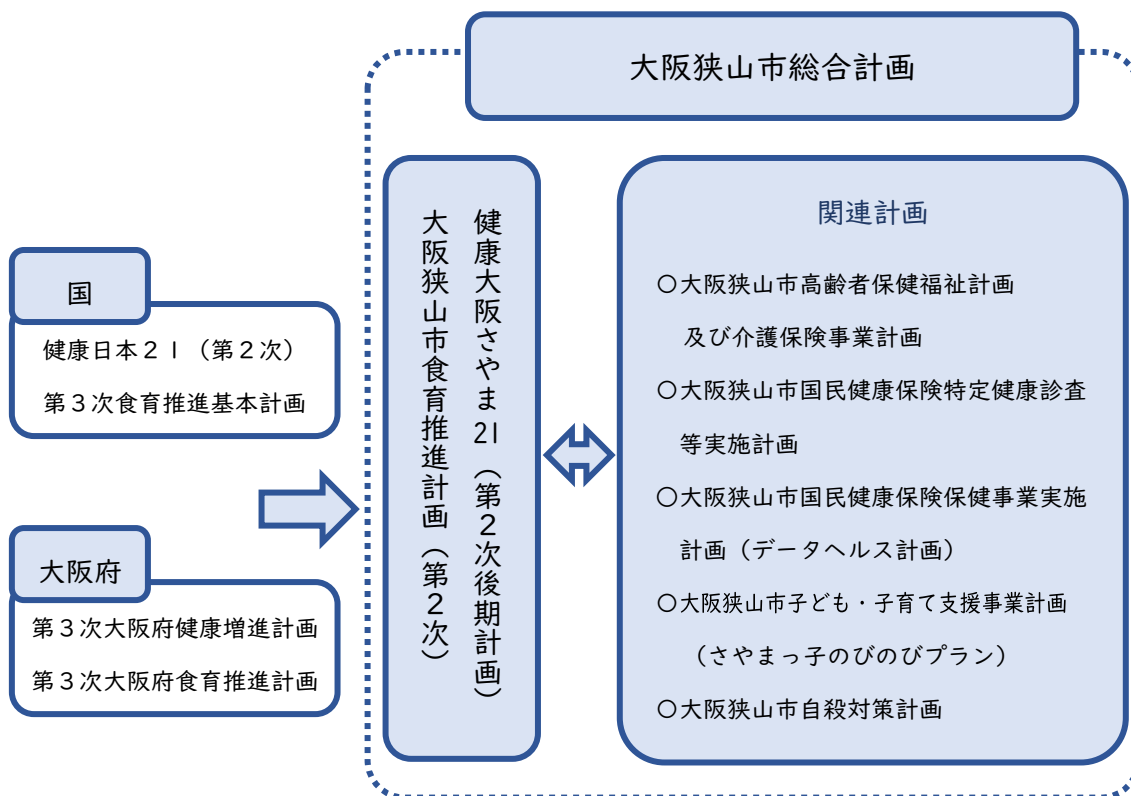 大阪狭山市総合計画
国
健康日本21（第2次）
第3次食育推進基本計画
大阪府
第3次大阪府健康増進計画
第3次大阪府食育推進計画
健康大阪さやま21（第2次後期計画）
大阪狭山市食育推進計画（第2次）
関連計画
〇大阪狭山市高齢者保健福祉計画
及び介護保険事業計画
〇大阪狭山市国民健康保険特定健康診査
等実施計画
〇大阪狭山市国民健康保険保健事業実施
計画（データヘルス計画）
〇大阪狭山市子ども・子育て支援事業計画
（さやまっ子のびのびプラン）
〇大阪狭山市自殺対策計画